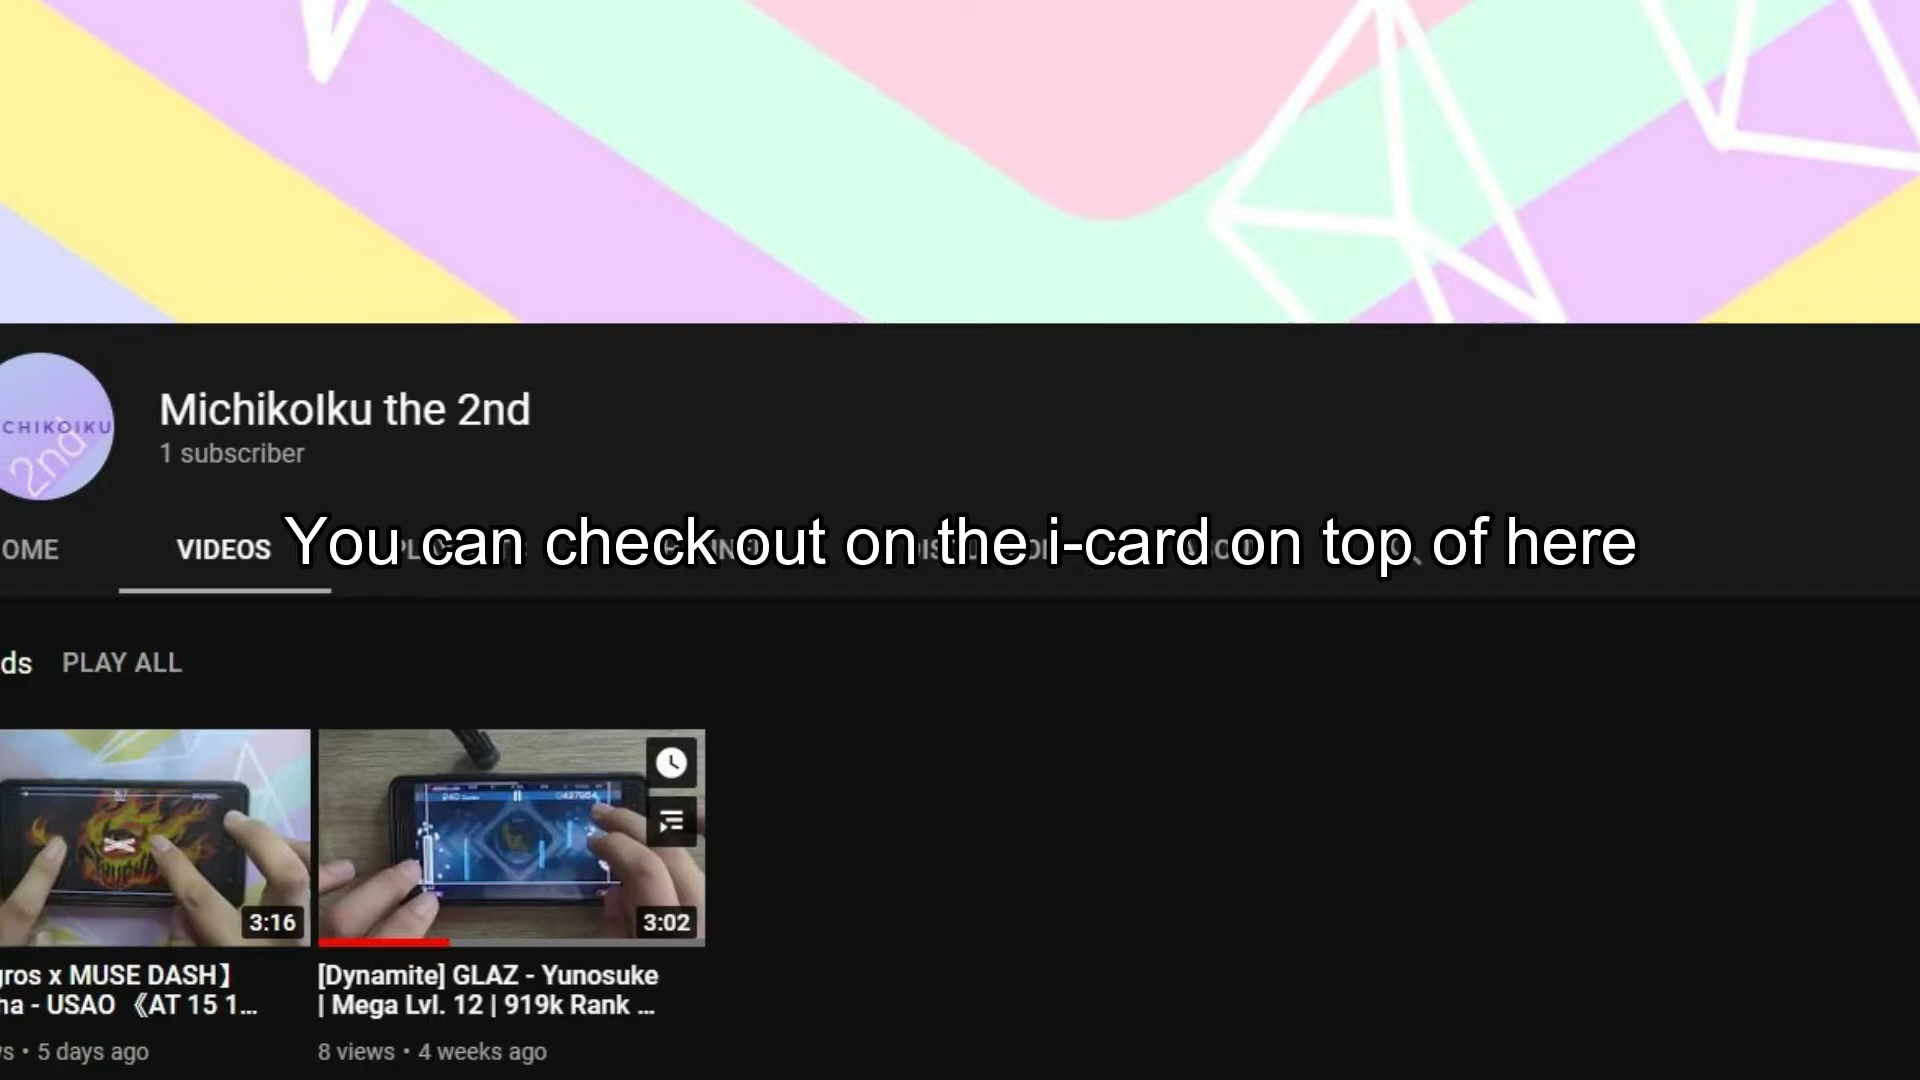 CHIKOIKU
2nd
MichikoIku the 2nd
1 subscriber
OME VIDEOS
You can check out on the i-card on top of here
ds PLAY ALL
3:16
3:02
gros x MUSE DASH】
na - USAO 《AT 15 1...
[Dynamite] GLAZ - Yunosuke
| Mega Lvl. 12 | 919k Rank ...
s • 5 days ago
8 views • 4 weeks ago